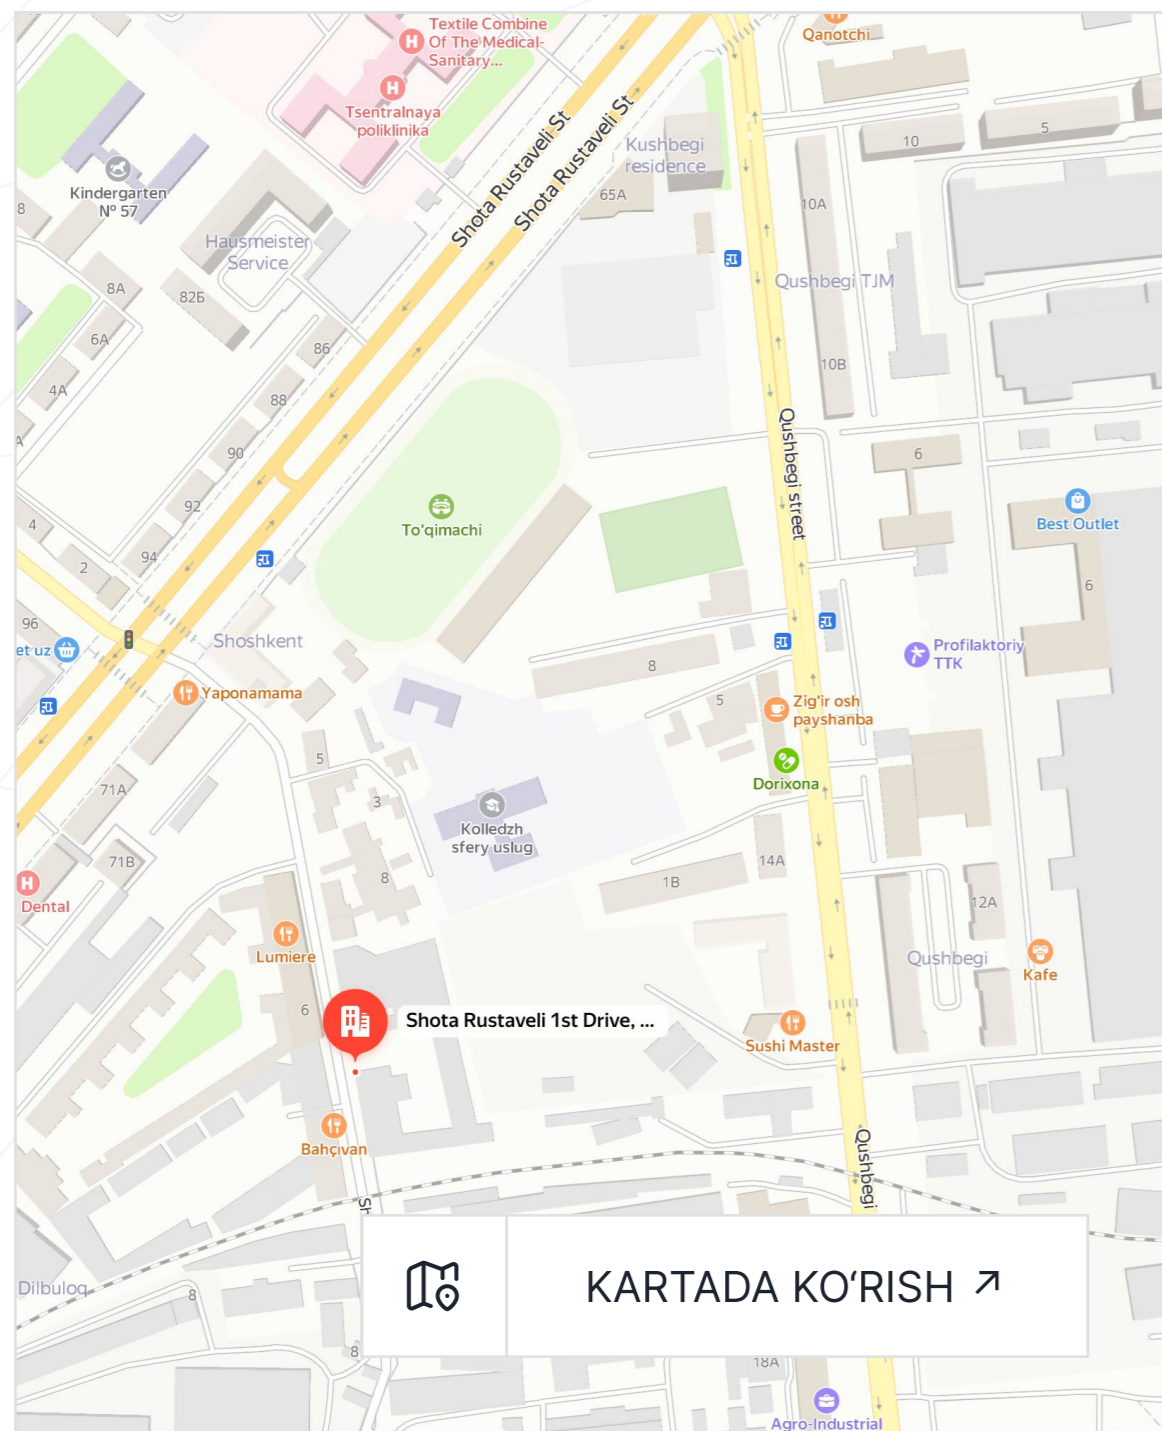 Textile Combine
Of The Medical-
Sanitary...
Qanotchi
Tsentralnaya
poliklinika
Shota Rustaveli St
Shota Rustaveli St
Kushbegi
residence
10
5
Kindergarten
№ 57
65A
10A
8
Hausmeister
Service
Qushbegi TJM
8A
82Б
6A
86
10B
4A
88
90
Qushbegi street
6
92
To'qimachi
Best Outlet
4
94
2
6
96
et uz
Shoshkent
8
Profilaktoriy
TTK
Yaponamama
5
Zig'ir osh
payshanba
5
Dorixona
71A
3
Kolledzh
sfery uslug
71B
8
1B
14A
12A
Dental
Lumiere
Qushbegi
Kafe
6
Shota Rustaveli 1st Drive, ...
Sushi Master
Bahçıvan
Qushbegi
Sh
Dilbuloq
8
KARTADA KO‘RISH ↗
8
18A
Agro-Industrial